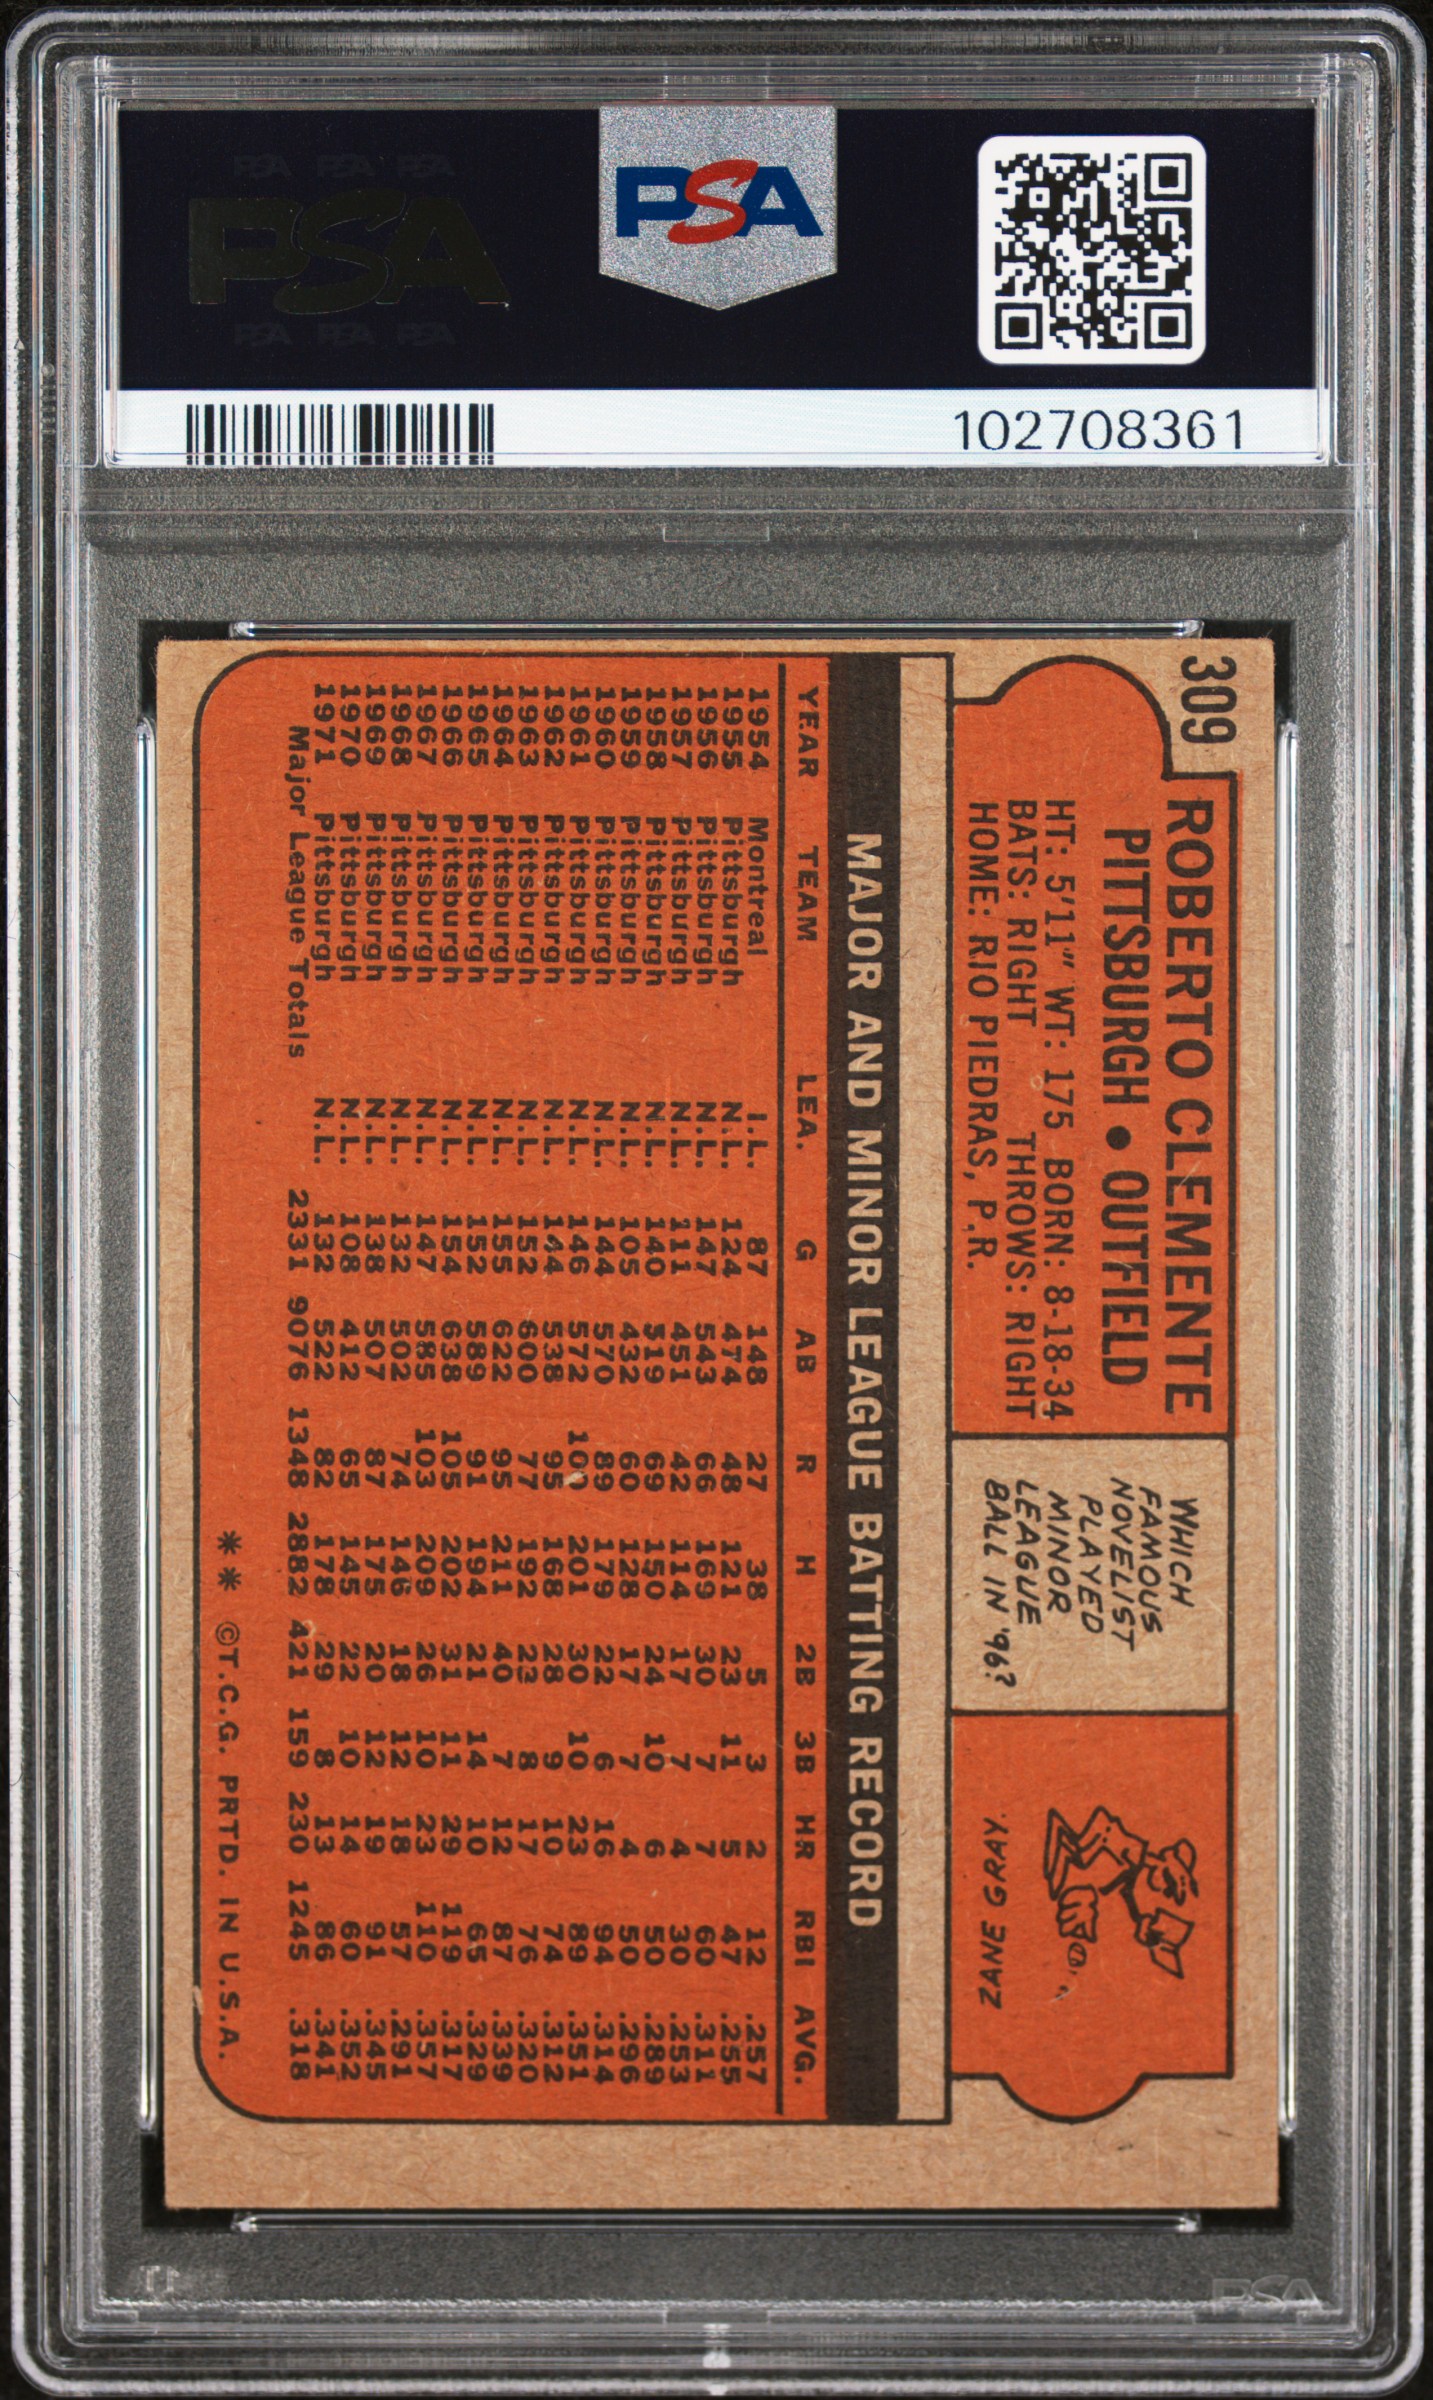 PSA PSA PSA
PSA
PSA PSA PSA
PSA
102708361
309
ROBERTO CLEMENTE
PITTSBURGH • OUTFIELD
HT: 5'11" WT: 175 BORN: 8-18-34
BATS: RIGHT THROWS: RIGHT
HOME: RIO PIEDRAS, P.R.
WHICH
FAMOUS
NOVELIST
PLAYED
MINOR
LEAGUE
BALL IN '96?
ZANE GRAY.
MAJOR AND MINOR LEAGUE BATTING RECORD
YEAR TEAM LEA. G AB R H 2B 3B HR RBI AVG.
1954 Montreal I.L. 87 148 27 38 5 3 2 12 .257
1955 Pittsburgh N.L. 124 474 48 121 23 11 5 47 .255
1956 Pittsburgh N.L. 147 543 66 169 30 7 7 60 .311
1957 Pittsburgh N.L. 111 451 42 114 17 7 4 30 .253
1958 Pittsburgh N.L. 140 519 69 150 24 10 6 50 .289
1959 Pittsburgh N.L. 105 432 60 128 17 7 4 50 .296
1960 Pittsburgh N.L. 144 570 89 179 22 6 16 94 .314
1961 Pittsburgh N.L. 146 572 100 201 30 10 23 89 .351
1962 Pittsburgh N.L. 144 538 95 168 28 9 10 74 .312
1963 Pittsburgh N.L. 152 600 77 192 23 8 17 76 .320
1964 Pittsburgh N.L. 155 622 95 211 40 7 12 87 .339
1965 Pittsburgh N.L. 152 589 91 194 21 14 10 65 .329
1966 Pittsburgh N.L. 154 638 105 202 31 11 29 119 .317
1967 Pittsburgh N.L. 147 585 103 209 26 10 23 110 .357
1968 Pittsburgh N.L. 132 502 74 146 18 12 18 57 .291
1969 Pittsburgh N.L. 138 507 87 175 20 12 19 91 .345
1970 Pittsburgh N.L. 108 412 65 145 22 10 14 60 .352
1971 Pittsburgh N.L. 132 522 82 178 29 8 13 86 .341
Major League Totals 2331 9076 1348 2882 421 159 230 1245 .318
** ©T.C.G. PRTD. IN U.S.A.
PSA